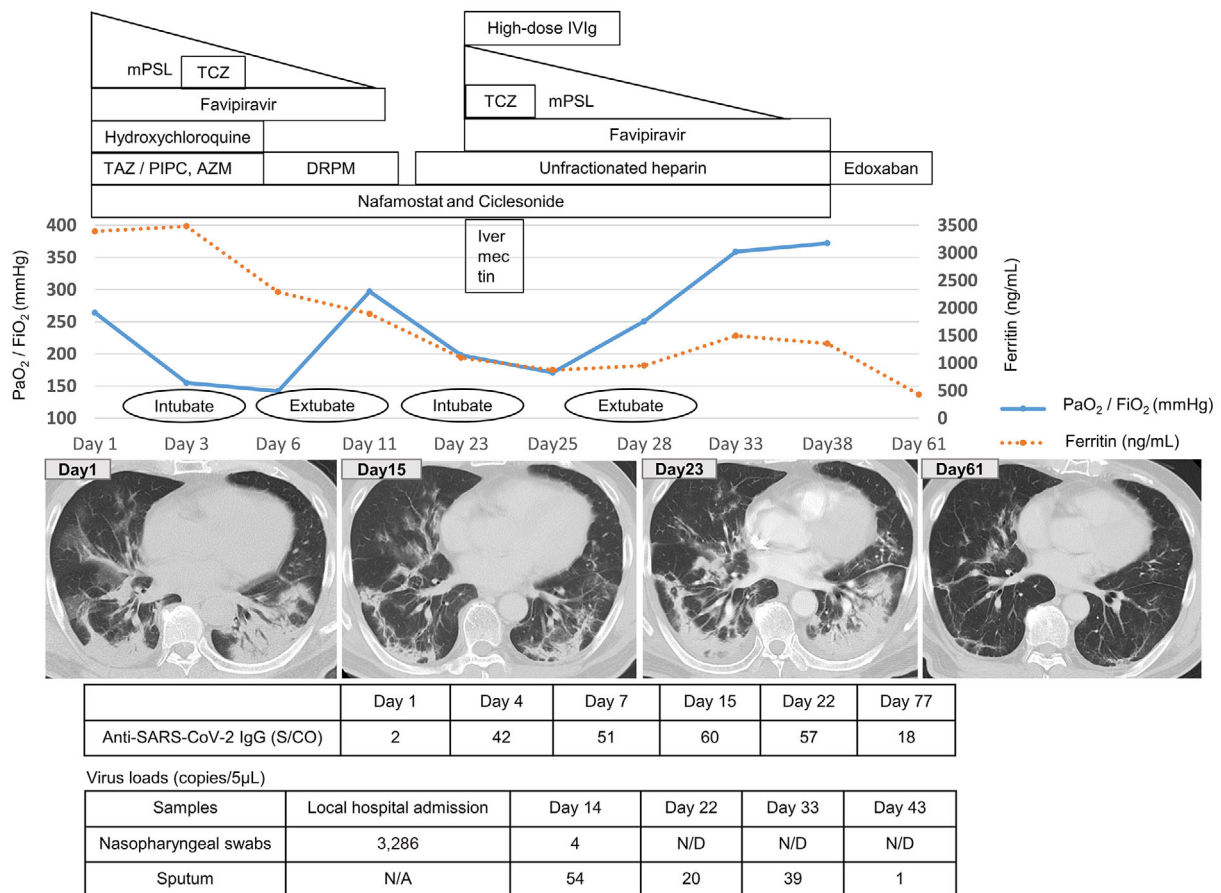 High-dose IVIg
mPSL TCZ
TCZ mPSL
Favipiravir
Favipiravir
Hydroxychloroquine
TAZ / PIPC, AZM DRPM Unfractionated heparin Edoxaban
Nafamostat and Ciclesonide
Iver
mec
tin
PaO2 / FiO2 (mmHg)
400
350
300
250
200
150
100
3500
3000
2500
2000
1500
1000
500
0
Ferritin (ng/mL)
Intubate Extubate Intubate Extubate
PaO2 / FiO2 (mmHg)
Ferritin (ng/mL)
Day 1 Day 3 Day 6 Day 11 Day 23 Day25 Day 28 Day 33 Day38 Day 61
Day1 Day15 Day23 Day61
Day 1 Day 4 Day 7 Day 15 Day 22 Day 77
Anti-SARS-CoV-2 IgG (S/CO) 2 42 51 60 57 18
Virus loads (copies/5μL)
Samples Local hospital admission Day 14 Day 22 Day 33 Day 43
Nasopharyngeal swabs 3,286 4 N/D N/D N/D
Sputum N/A 54 20 39 1